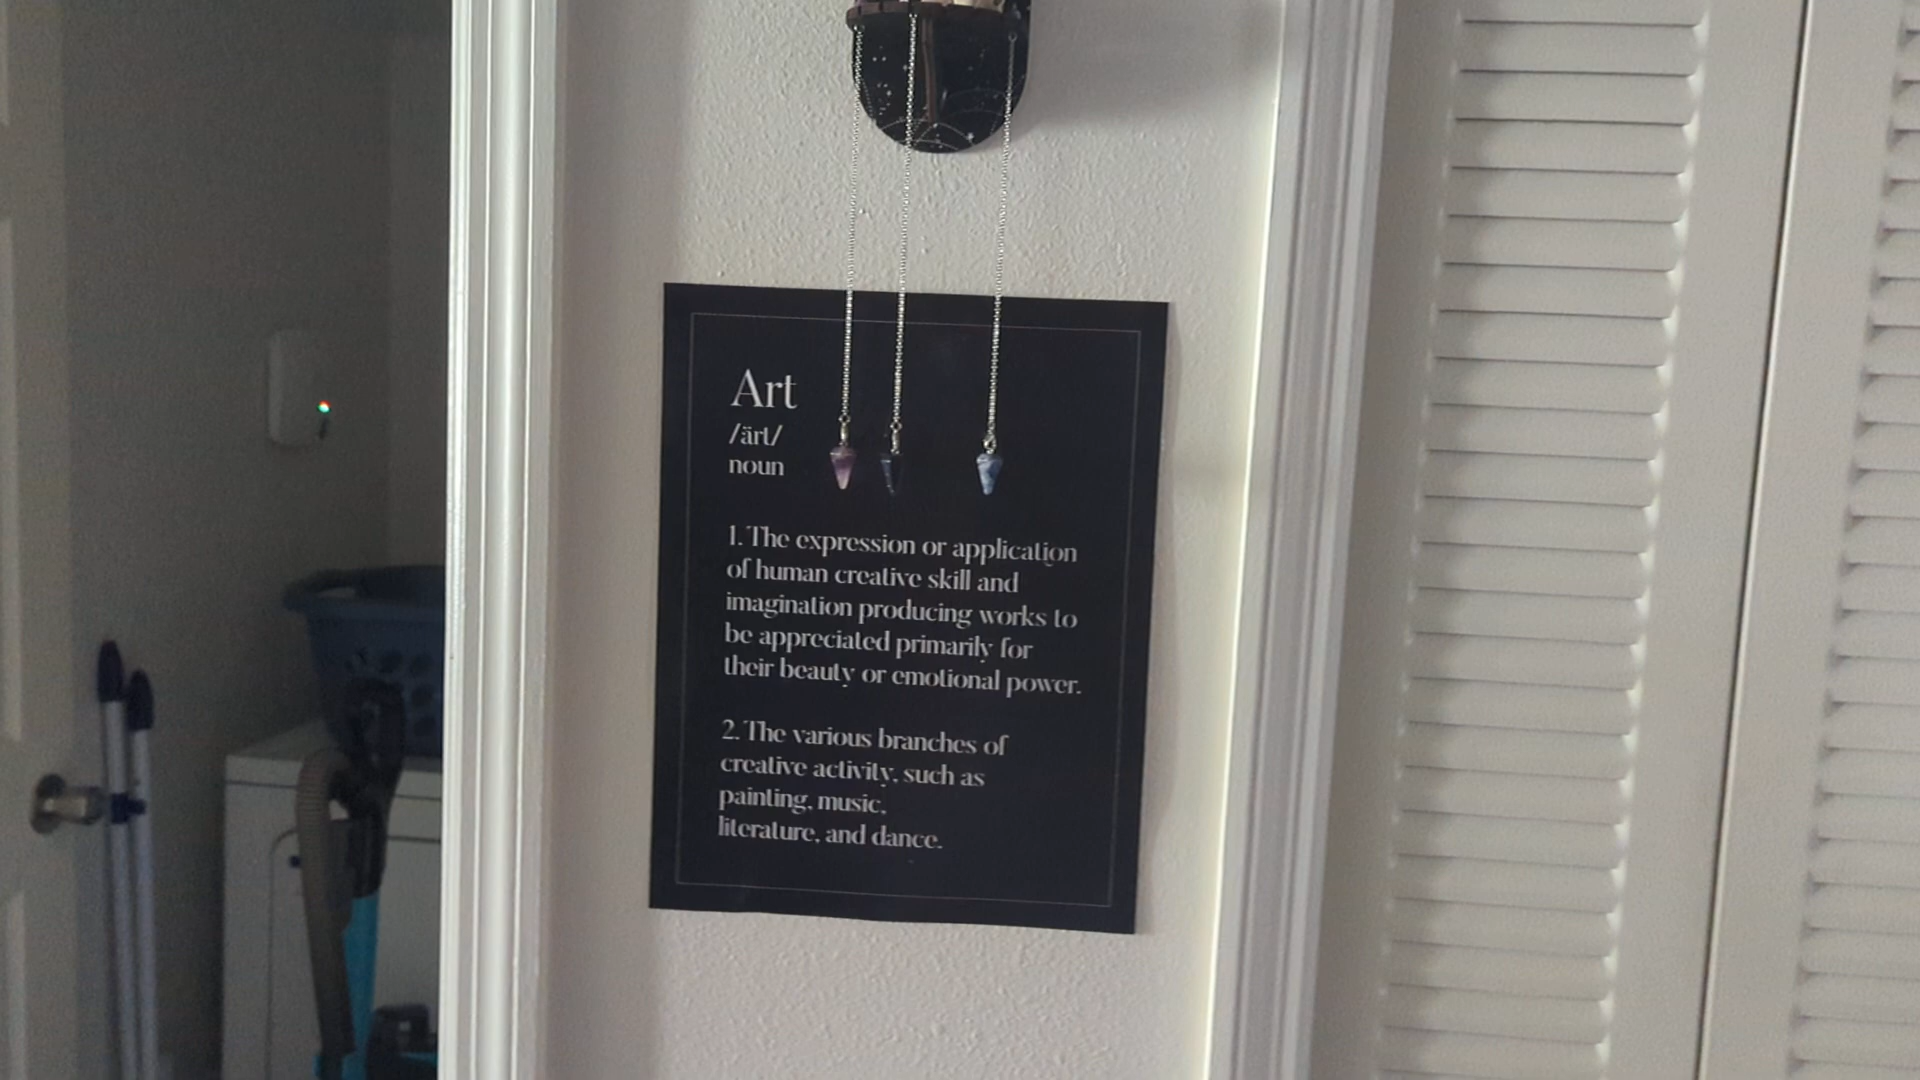 Art
/ärt/
noun
1. The expression or application
of human creative skill and
imagination producing works to
be appreciated primarily for
their beauty or emotional power.
2. The various branches of
creative activity, such as
painting, music,
literature, and dance.